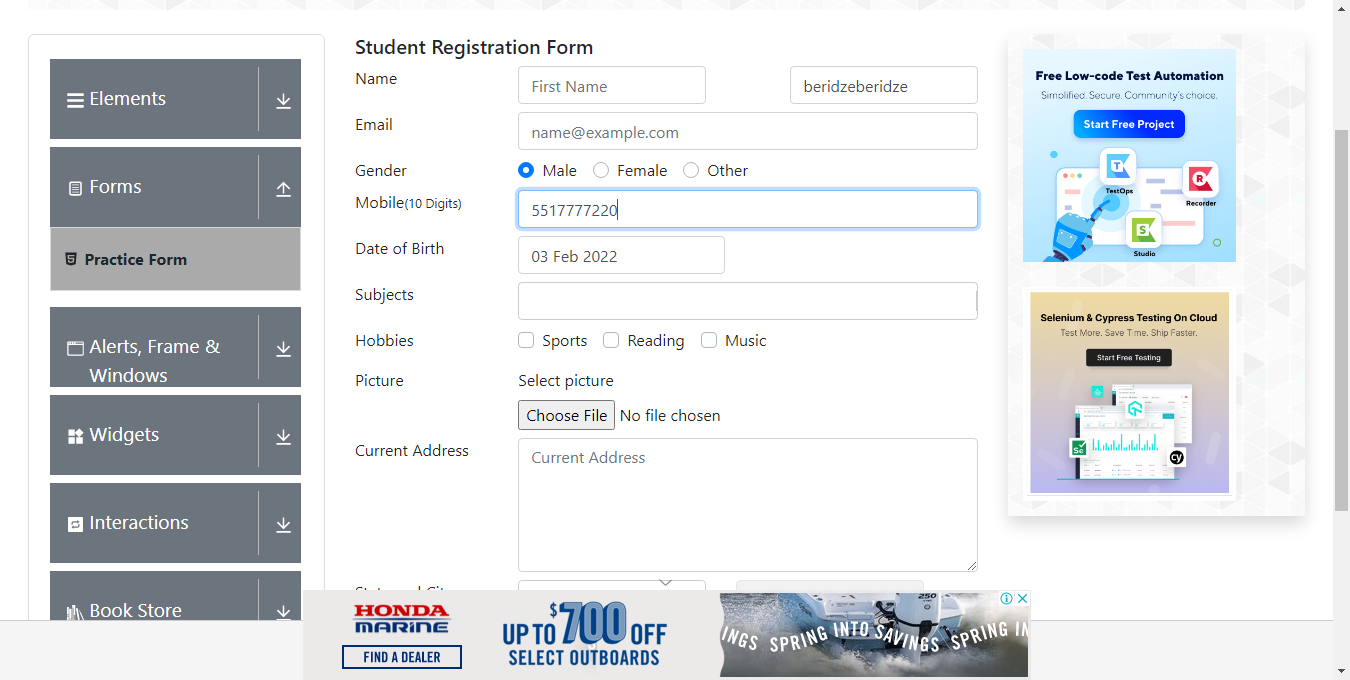 Elements
Forms
Practice Form
Alerts, Frame &
Windows
Widgets
Interactions
Book Store
Student Registration Form
Name
First Name
beridzeberidze
Email
name@example.com
Gender
Male Female Other
Mobile(10 Digits)
5517777220
Date of Birth
03 Feb 2022
Subjects
Hobbies
Sports Reading Music
Picture
Select picture
Choose File No file chosen
Current Address
Current Address
Free Low-code Test Automation
Simplified. Secure. Community's choice.
Start Free Project
T
TestOps
R
Recorder
S
Studio
Selenium & Cypress Testing On Cloud
Test More. Save Time. Ship Faster.
Start Free Testing
Se
cy
HONDA
MARINE
FIND A DEALER
$700
UP TO OFF
SELECT OUTBOARDS
250
INGS SPRING INTO SAVINGS SPRING IN